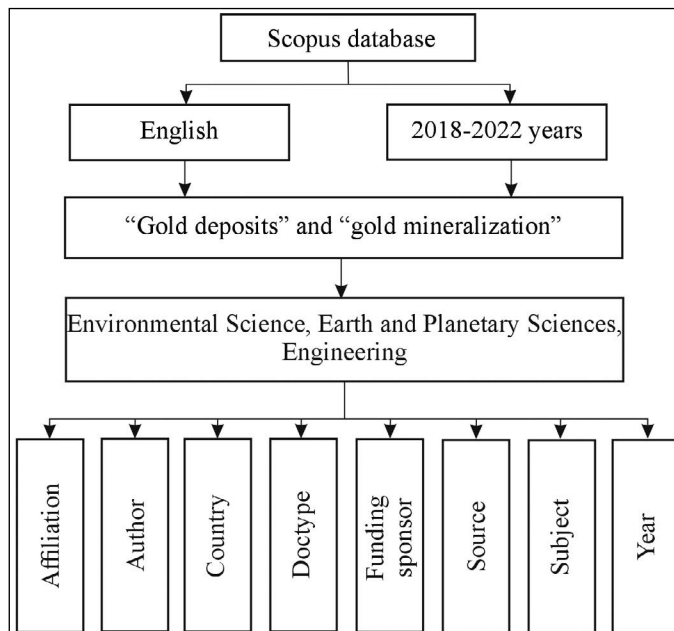 Scopus database
English
2018-2022 years
“Gold deposits” and “gold mineralization”
Environmental Science, Earth and Planetary Sciences,
Engineering
Affiliation
Author
Country
Doctype
Funding
sponsor
Source
Subject
Year